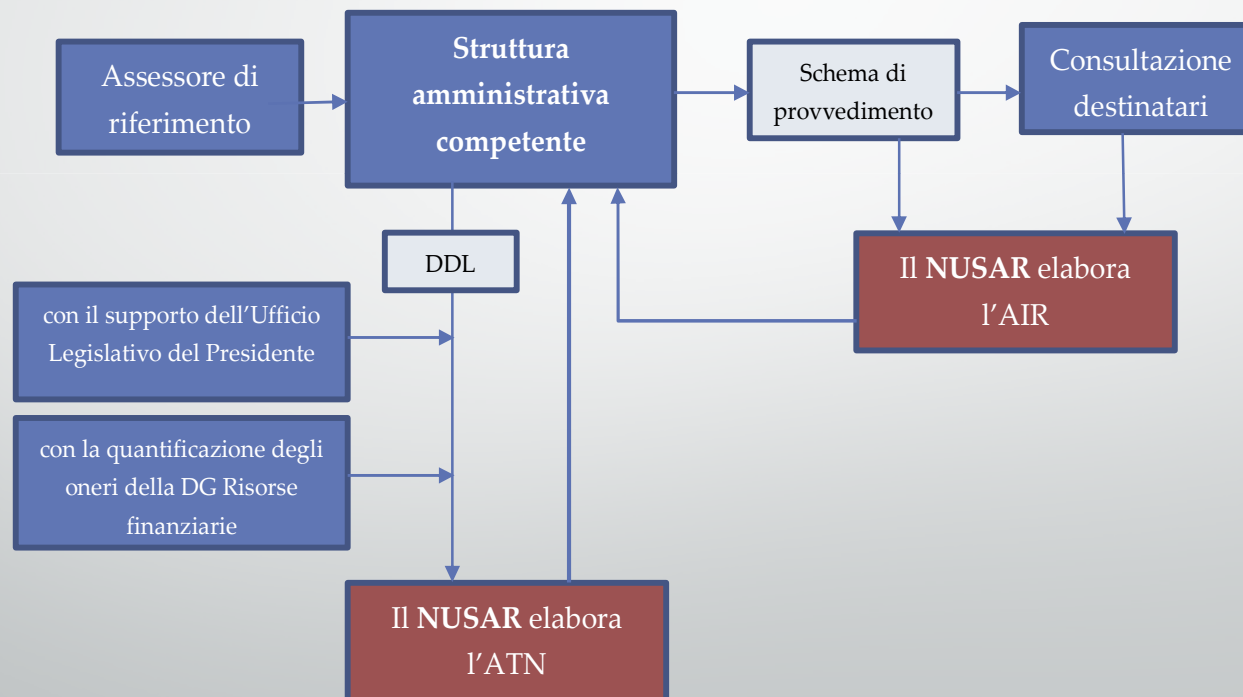 Assessore di
riferimento
Struttura
amministrativa
competente
Schema di
provvedimento
Consultazione
destinatari
DDL
Il NUSAR elabora
l’AIR
con il supporto dell’Ufficio
Legislativo del Presidente
con la quantificazione degli
oneri della DG Risorse
finanziarie
Il NUSAR elabora
l’ATN